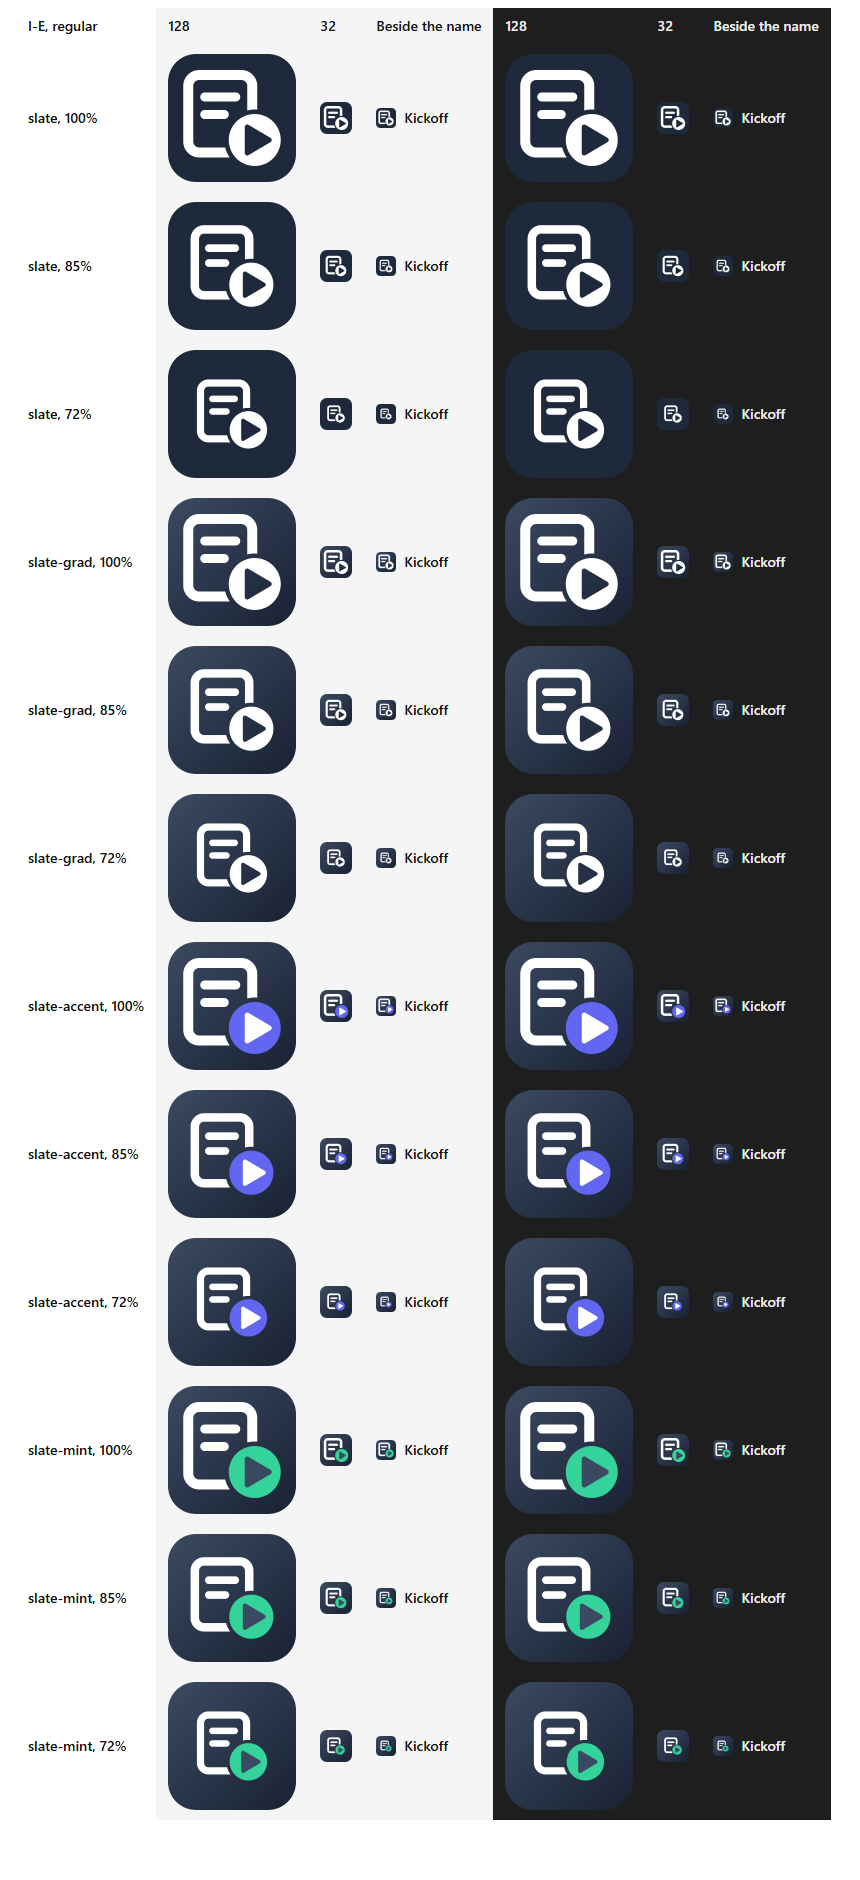 I-E, regular 128 32 Beside the name 128 32 Beside the name
slate, 100% Kickoff Kickoff
slate, 85% Kickoff Kickoff
slate, 72% Kickoff Kickoff
slate-grad, 100% Kickoff Kickoff
slate-grad, 85% Kickoff Kickoff
slate-grad, 72% Kickoff Kickoff
slate-accent, 100% Kickoff Kickoff
slate-accent, 85% Kickoff Kickoff
slate-accent, 72% Kickoff Kickoff
slate-mint, 100% Kickoff Kickoff
slate-mint, 85% Kickoff Kickoff
slate-mint, 72% Kickoff Kickoff